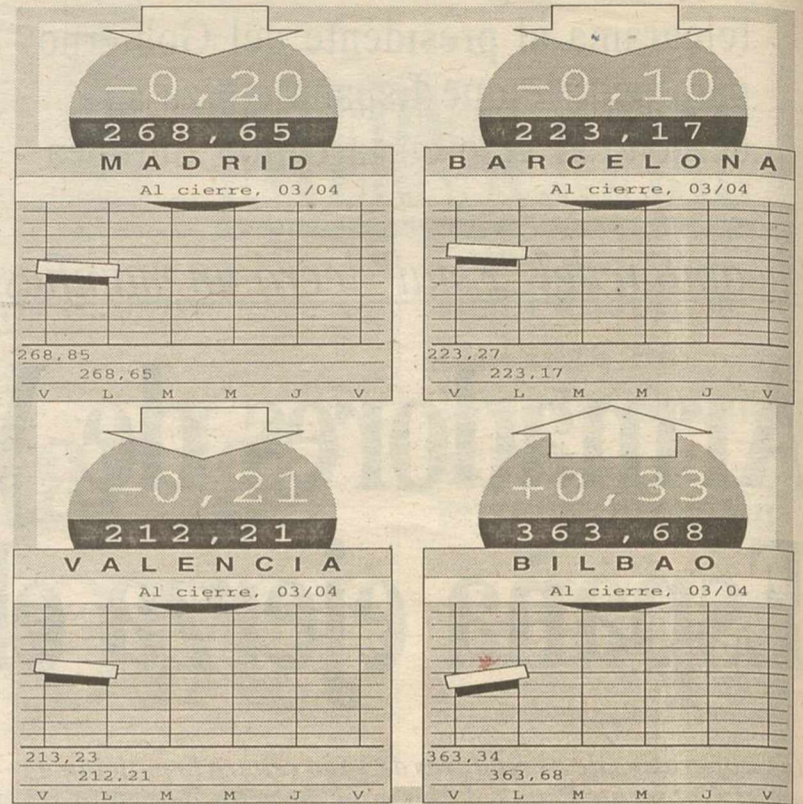 −0,20
268,65
MADRID
Al cierre, 03/04
268,85
268,65
V L M M J V
−0,10
223,17
BARCELONA
Al cierre, 03/04
223,27
223,17
V L M M J V
−0,21
212,21
VALENCIA
Al cierre, 03/04
213,23
212,21
V L M M J V
+0,33
363,68
BILBAO
Al cierre, 03/04
363,34
363,68
V L M M J V